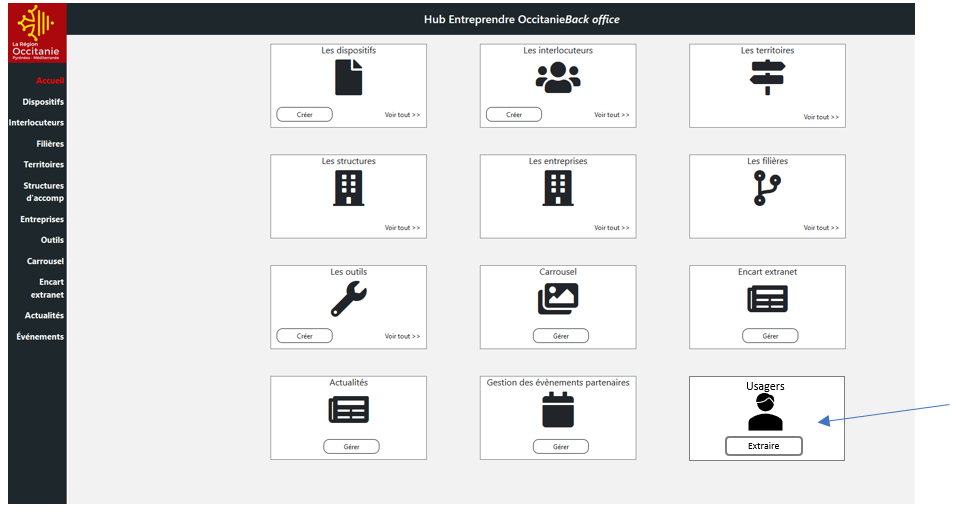 Hub Entreprendre OccitanieBack office
La Région
Occitanie
Pyrénées - Méditerranée
Accueil
Dispositifs
Interlocuteurs
Filières
Territoires
Structures
d'accomp
Entreprises
Outils
Carrousel
Encart
extranet
Actualités
Événements
Les dispositifs
Créer
Voir tout >>
Les interlocuteurs
Créer
Voir tout >>
Les territoires
Voir tout >>
Les structures
Voir tout >>
Les entreprises
Voir tout >>
Les filières
Voir tout >>
Les outils
Créer
Voir tout >>
Carrousel
Gérer
Encart extranet
Gérer
Actualités
Gérer
Gestion des évènements partenaires
Gérer
Usagers
Extraire